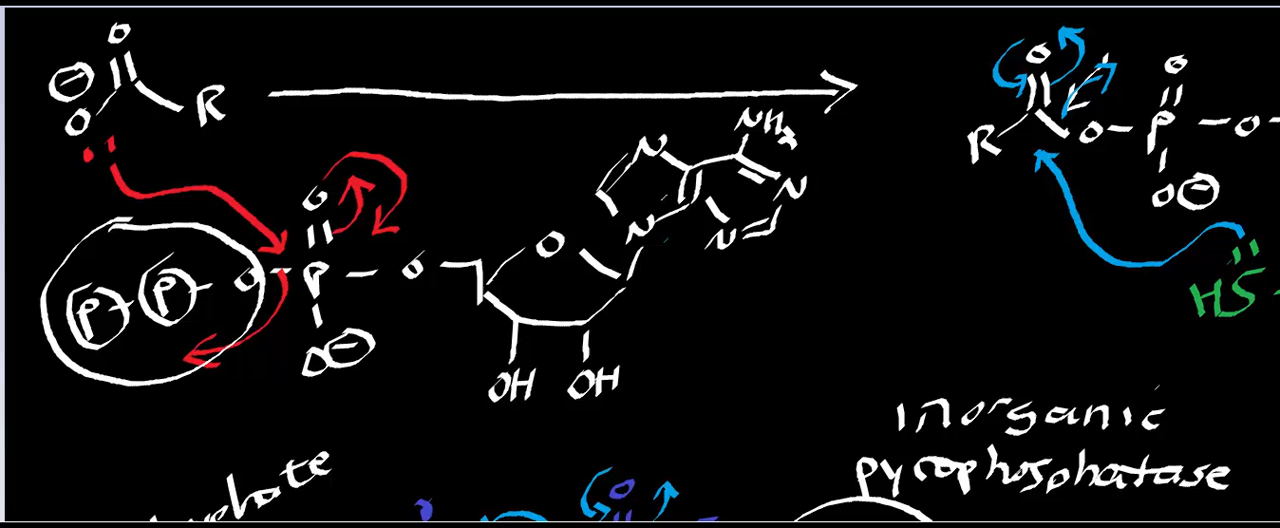 O
⊖
O
R
O
P P O P O
O⊖
O
N
NH2
N
N
N
OH OH
O O
R O P O
O⊖
HS
inorganic
pyrophosphatase
O